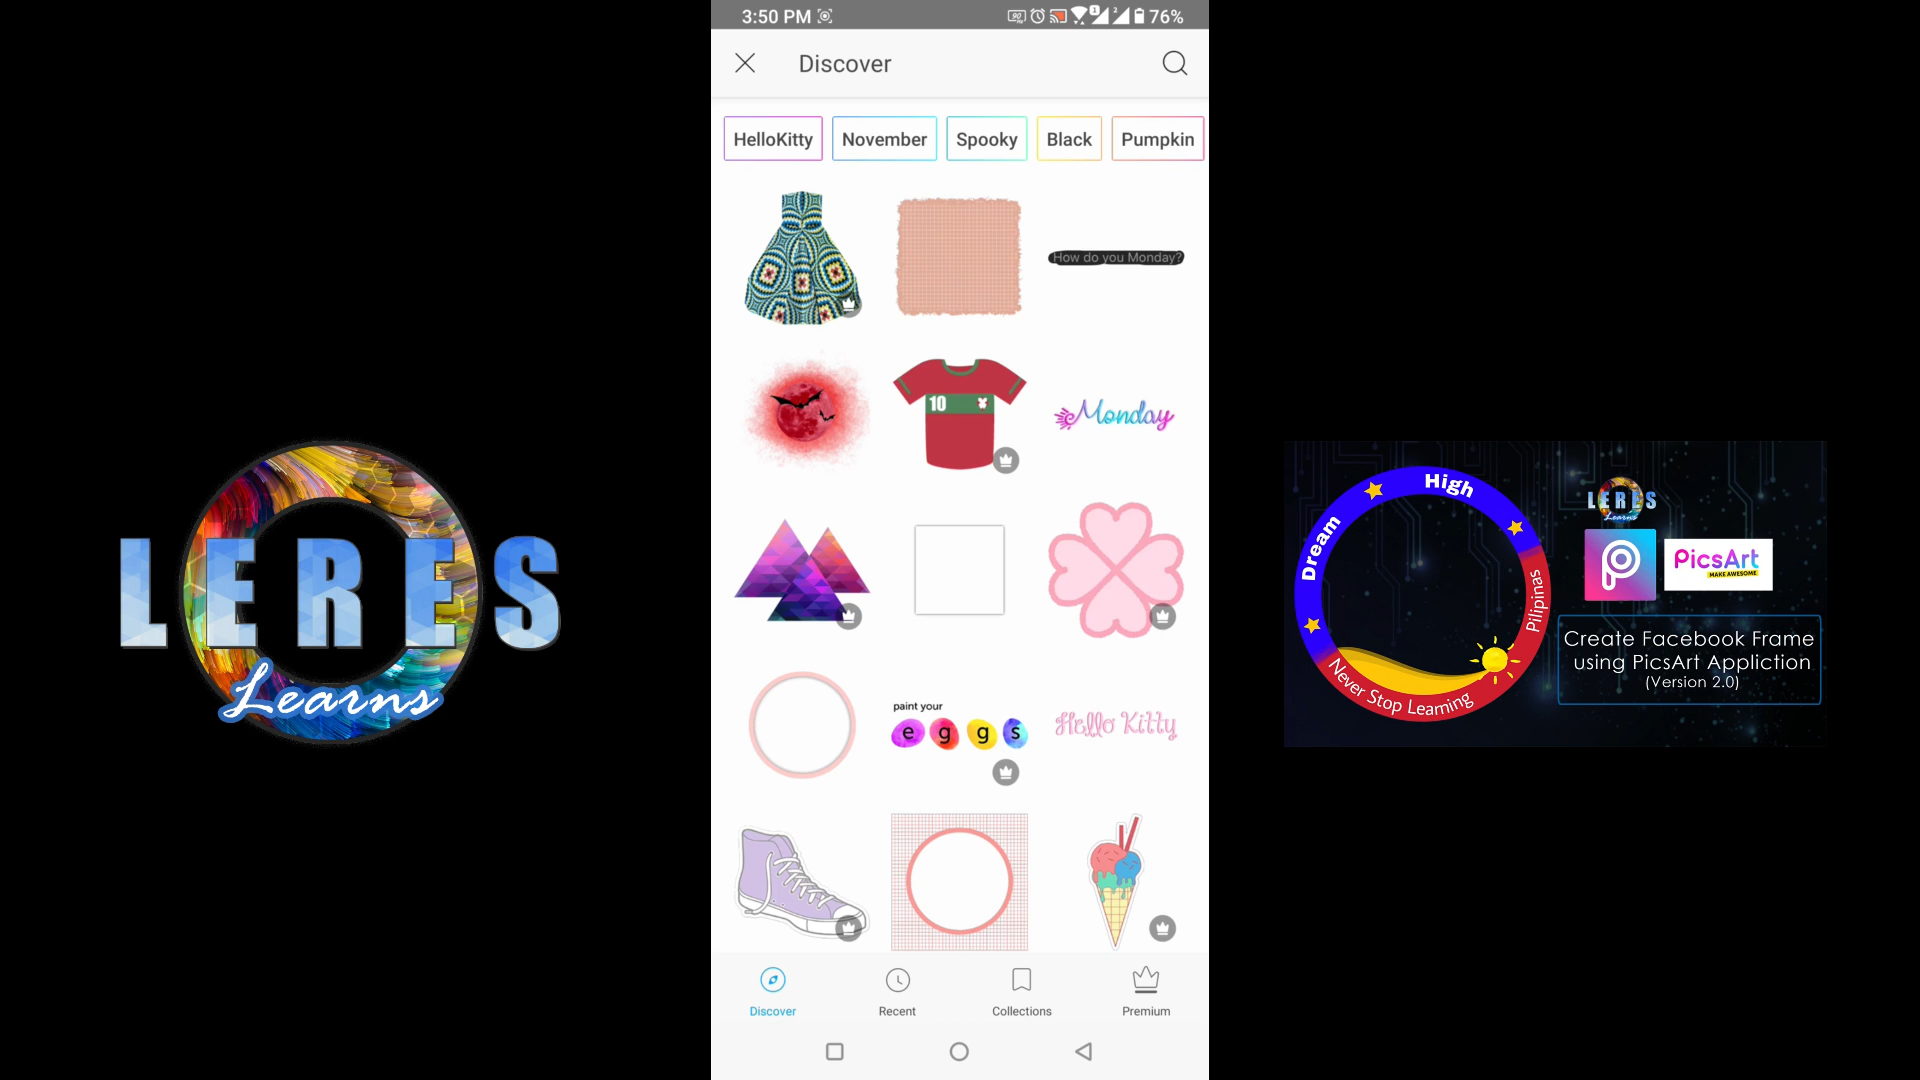 3:50 PM
76%
Discover
HelloKitty
November
Spooky
Black
Pumpkin
How do you Monday?
10
Monday
paint your
e g g s
Hello Kitty
Discover
Recent
Collections
Premium
LERES
Learns
Dream
High
Pilipinas
Never Stop Learning
LERES
Learns
PicsArt
MAKE AWESOME
Create Facebook Frame
using PicsArt Appliction
(Version 2.0)